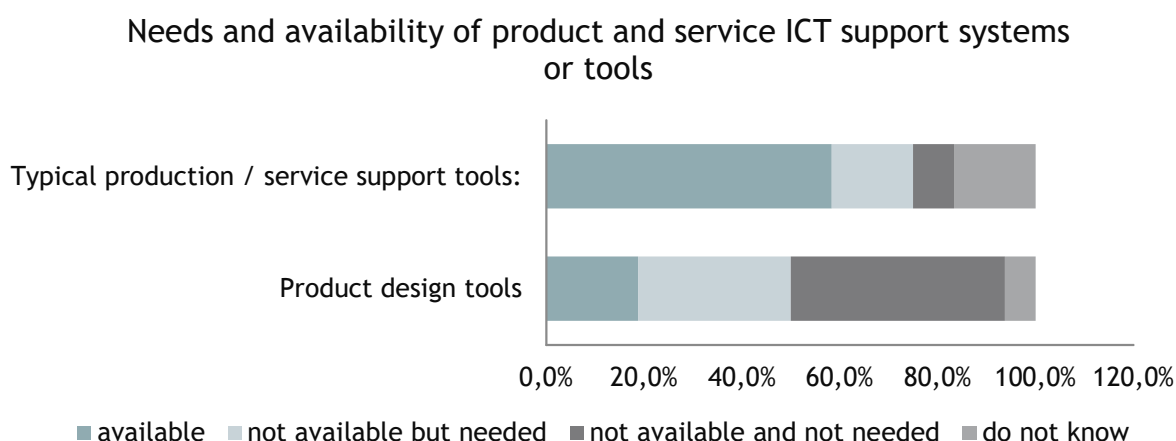 Needs and availability of product and service ICT support systems
or tools
Typical production / service support tools:
Product design tools
0,0% 20,0% 40,0% 60,0% 80,0% 100,0% 120,0%
available not available but needed not available and not needed do not know